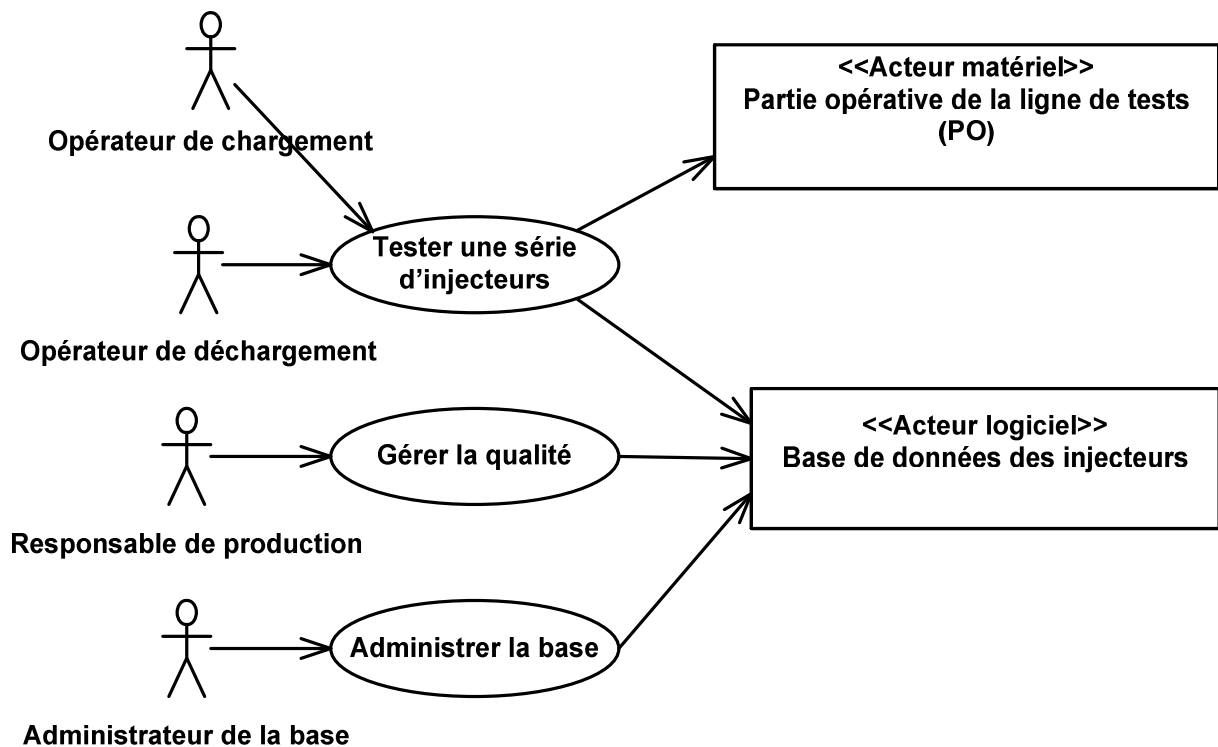 Opérateur de chargement
<<Acteur matériel>>
Partie opérative de la ligne de tests
(PO)
Tester une série
d'injecteurs
Opérateur de déchargement
<<Acteur logiciel>>
Base de données des injecteurs
Gérer la qualité
Responsable de production
Administrer la base
Administrateur de la base